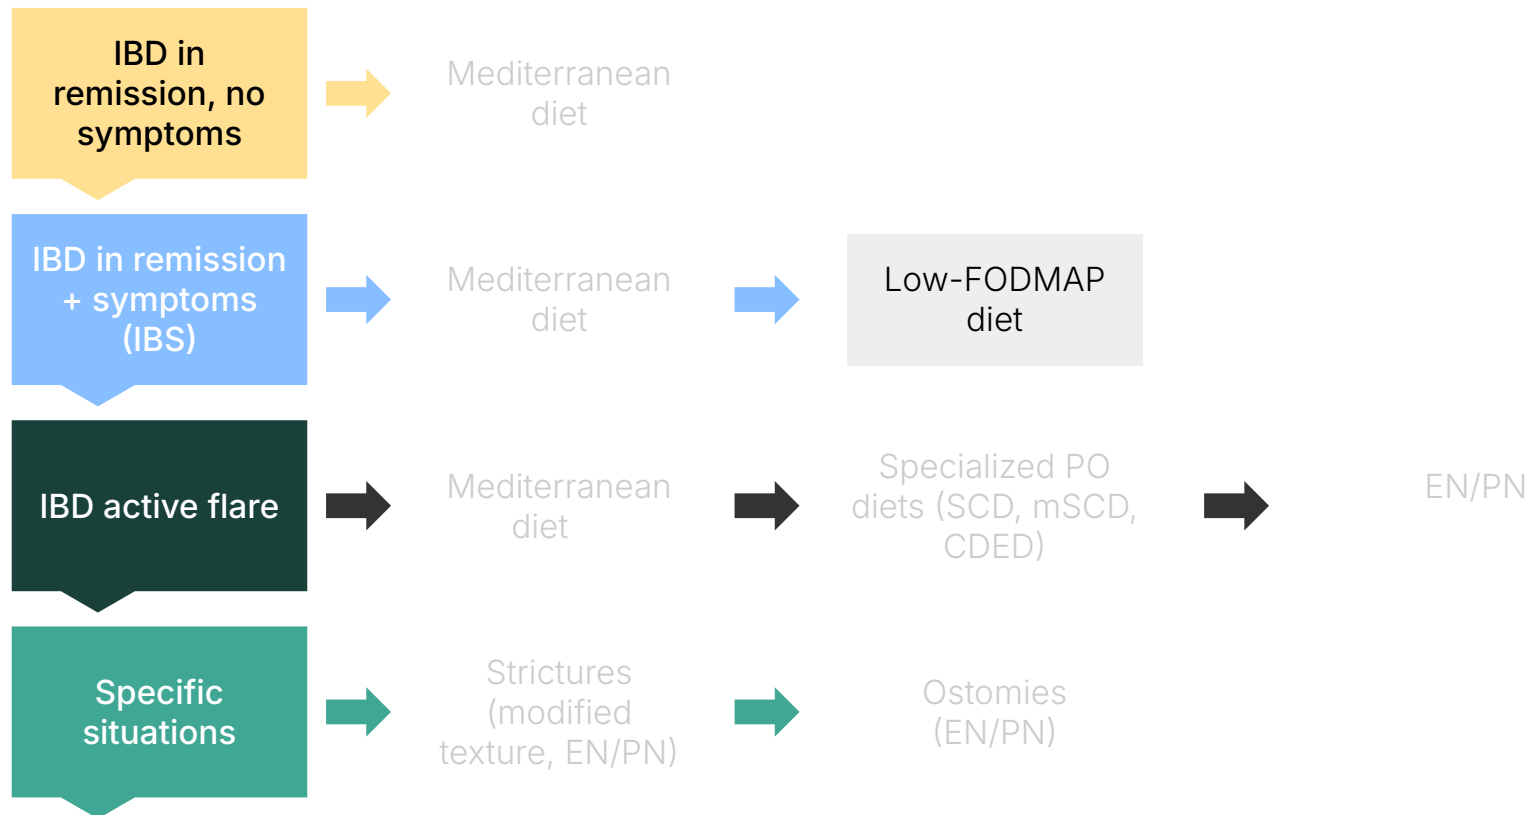 IBD in
remission, no
symptoms
Mediterranean
diet
IBD in remission
+ symptoms
(IBS)
Mediterranean
diet
Low-FODMAP
diet
IBD active flare
Mediterranean
diet
Specialized PO
diets (SCD, mSCD,
CDED)
EN/PN
Specific
situations
Strictures
(modified
texture, EN/PN)
Ostomies
(EN/PN)